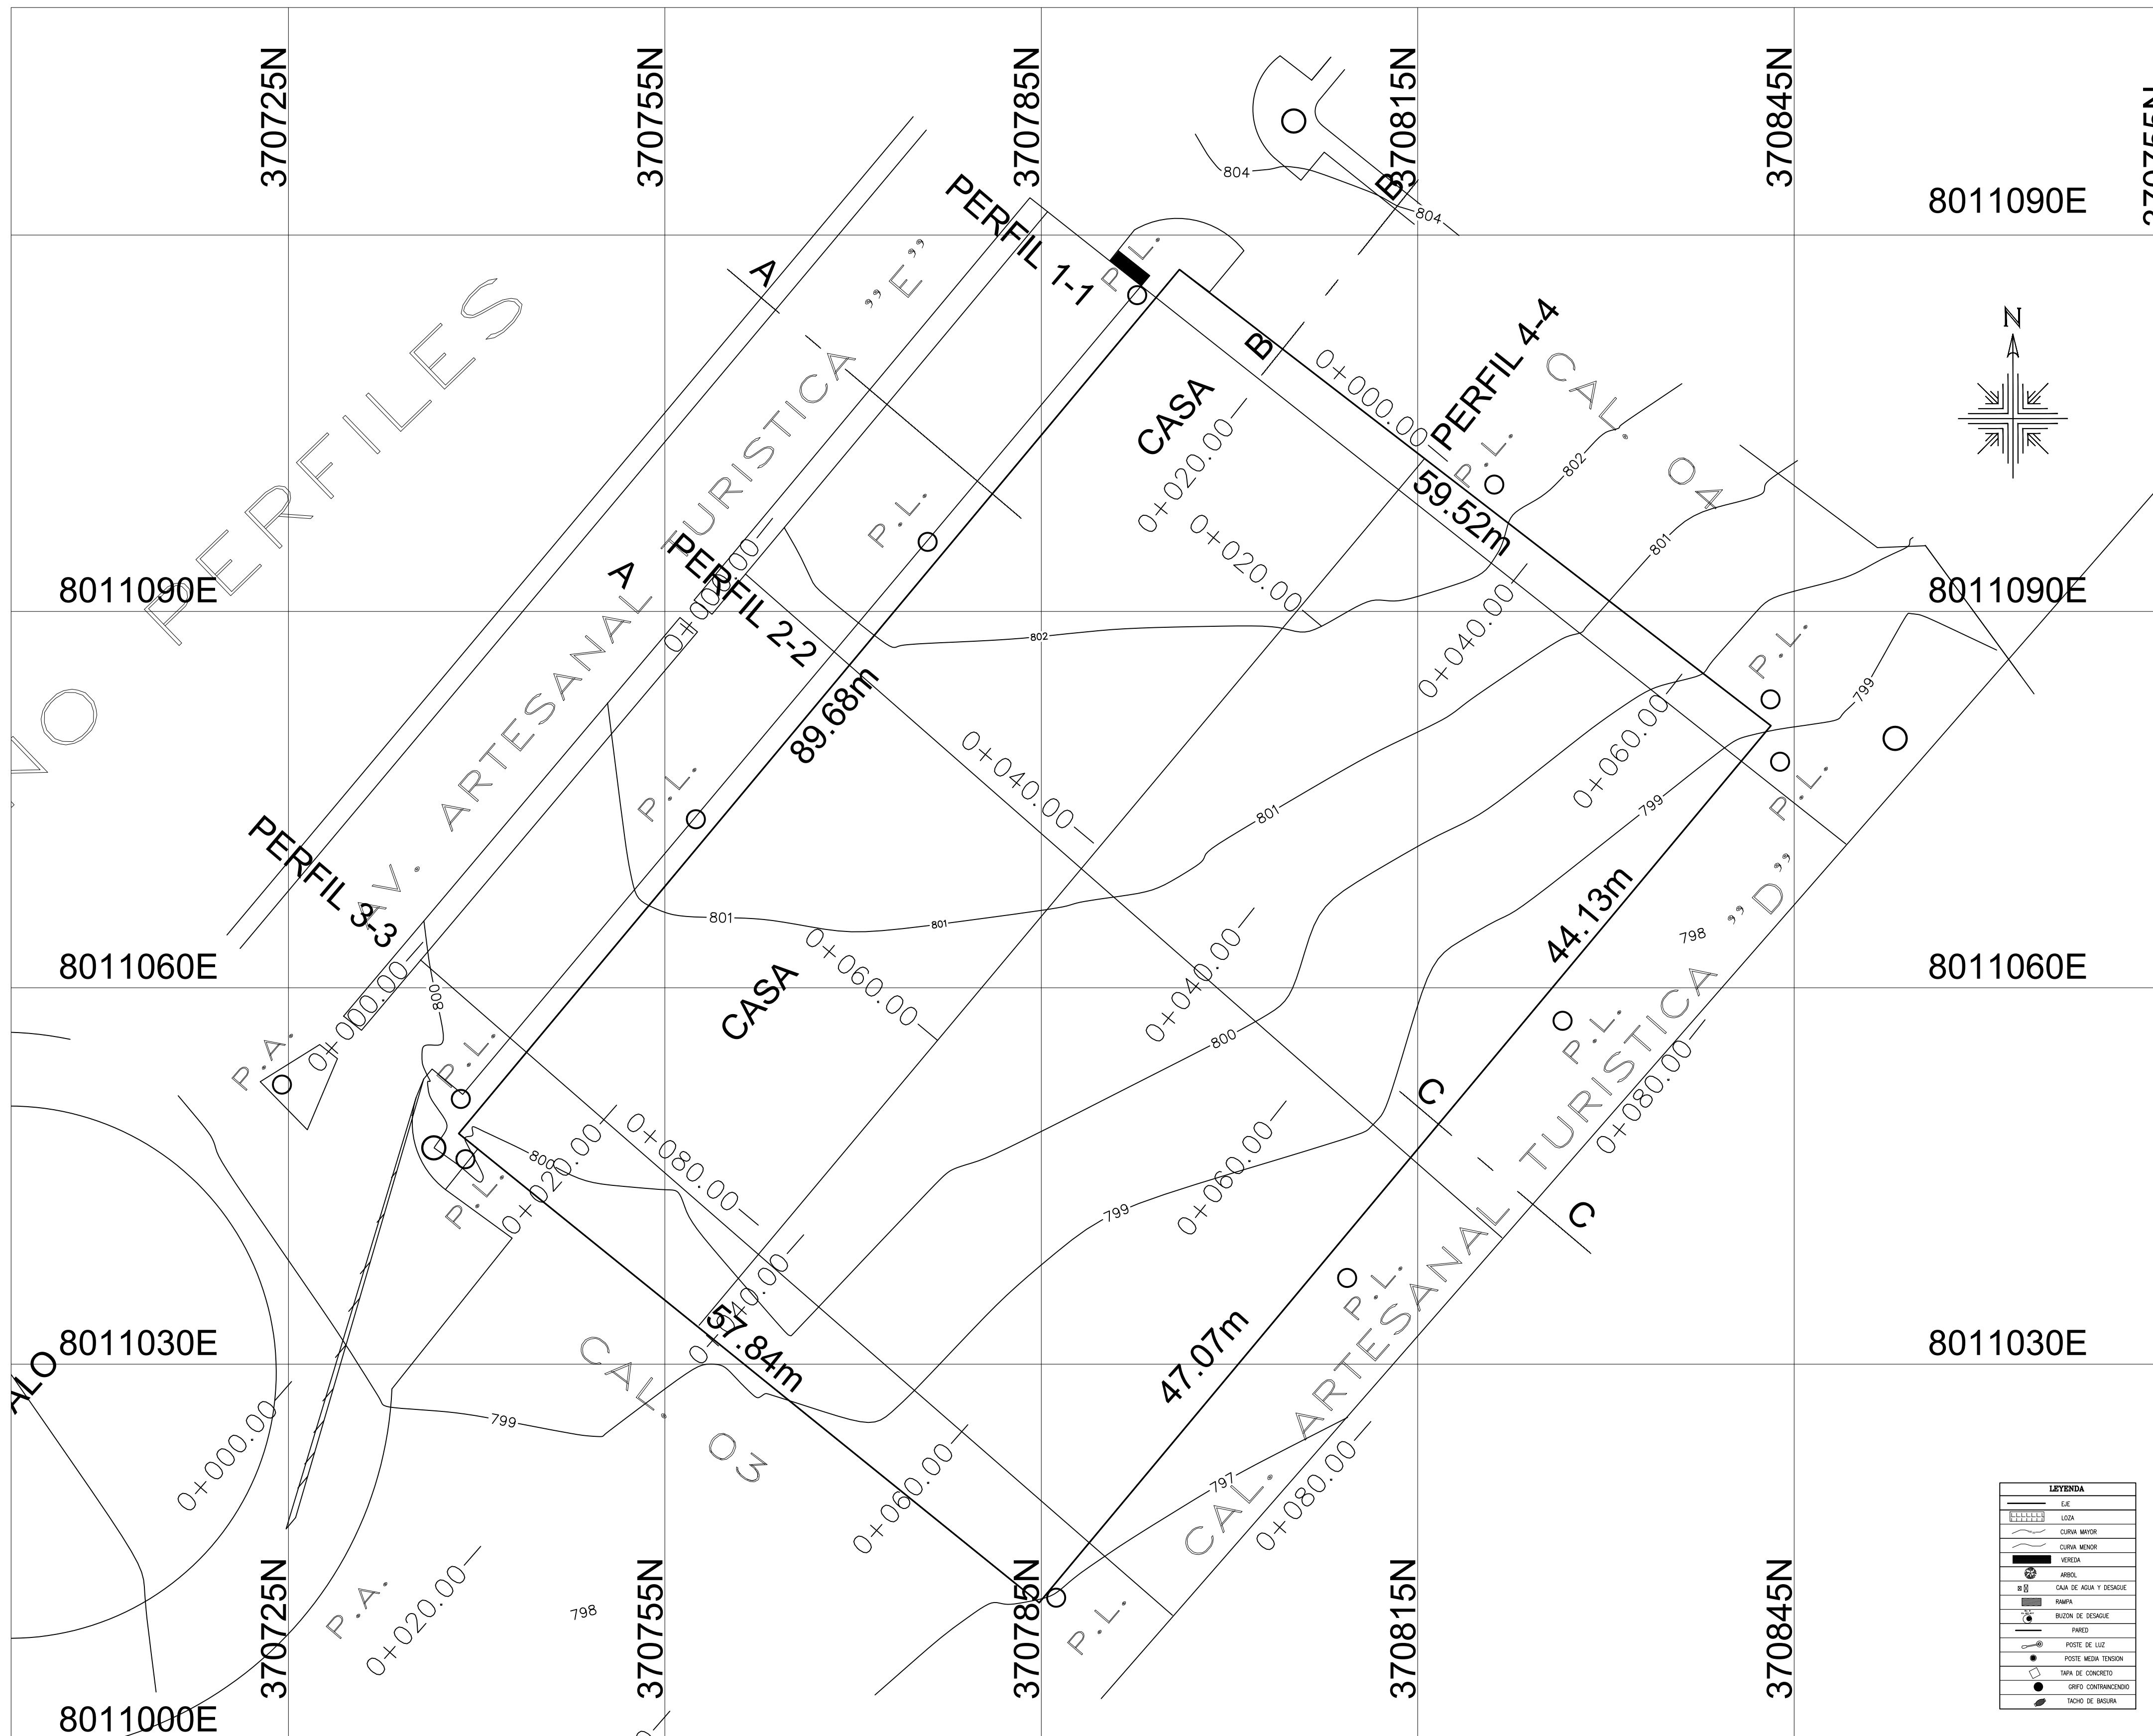 370725N
370755N
370785N
370815N
370845N
370755N
8011090E
PERFILES
PERFIL 1-1
P.L.
804
804
B
A
B
AV. ARTESANAL TURISTICA ,, E ,,
CASA
0+000.00
0+020.00
0+020.00
PERFIL 4-4
P.L.
59.52m
CAL. 04
802
801
N
P.L.
8011090E
8011090E
A
0+000.00
PERFIL 2-2
802
89.68m
0+040.00
0+040.00
0+060.00
P.L.
799
P.L.
799
P.L.
801
PERFIL 3-3
801
801
0+060.00
CASA
0+040.00
44.13m
798
CAL. ARTESANAL TURISTICA ,, D ,,
8011060E
8011060E
0+000.00
800
P.A.
P.L.
800
P.L.
0+080.00
C
800
0+020.00
P.L.
0+080.00
0+060.00
799
C
0+040.00
57.84m
47.07m
P.L.
8011030E
8011030E
ALO
CAL. 03
799
0+000.00
0+060.00
797
0+080.00
370725N
370755N
370785N
370815N
370845N
P.A.
0+020.00
798
P.L.
8011000E
LEYENDA
EJE
LOZA
CURVA MAYOR
CURVA MENOR
VEREDA
ARBOL
CAJA DE AGUA Y DESAGUE
RAMPA
BUZON DE DESAGUE
PARED
POSTE DE LUZ
POSTE MEDIA TENSION
TAPA DE CONCRETO
GRIFO CONTRAINCENDIO
TACHO DE BASURA